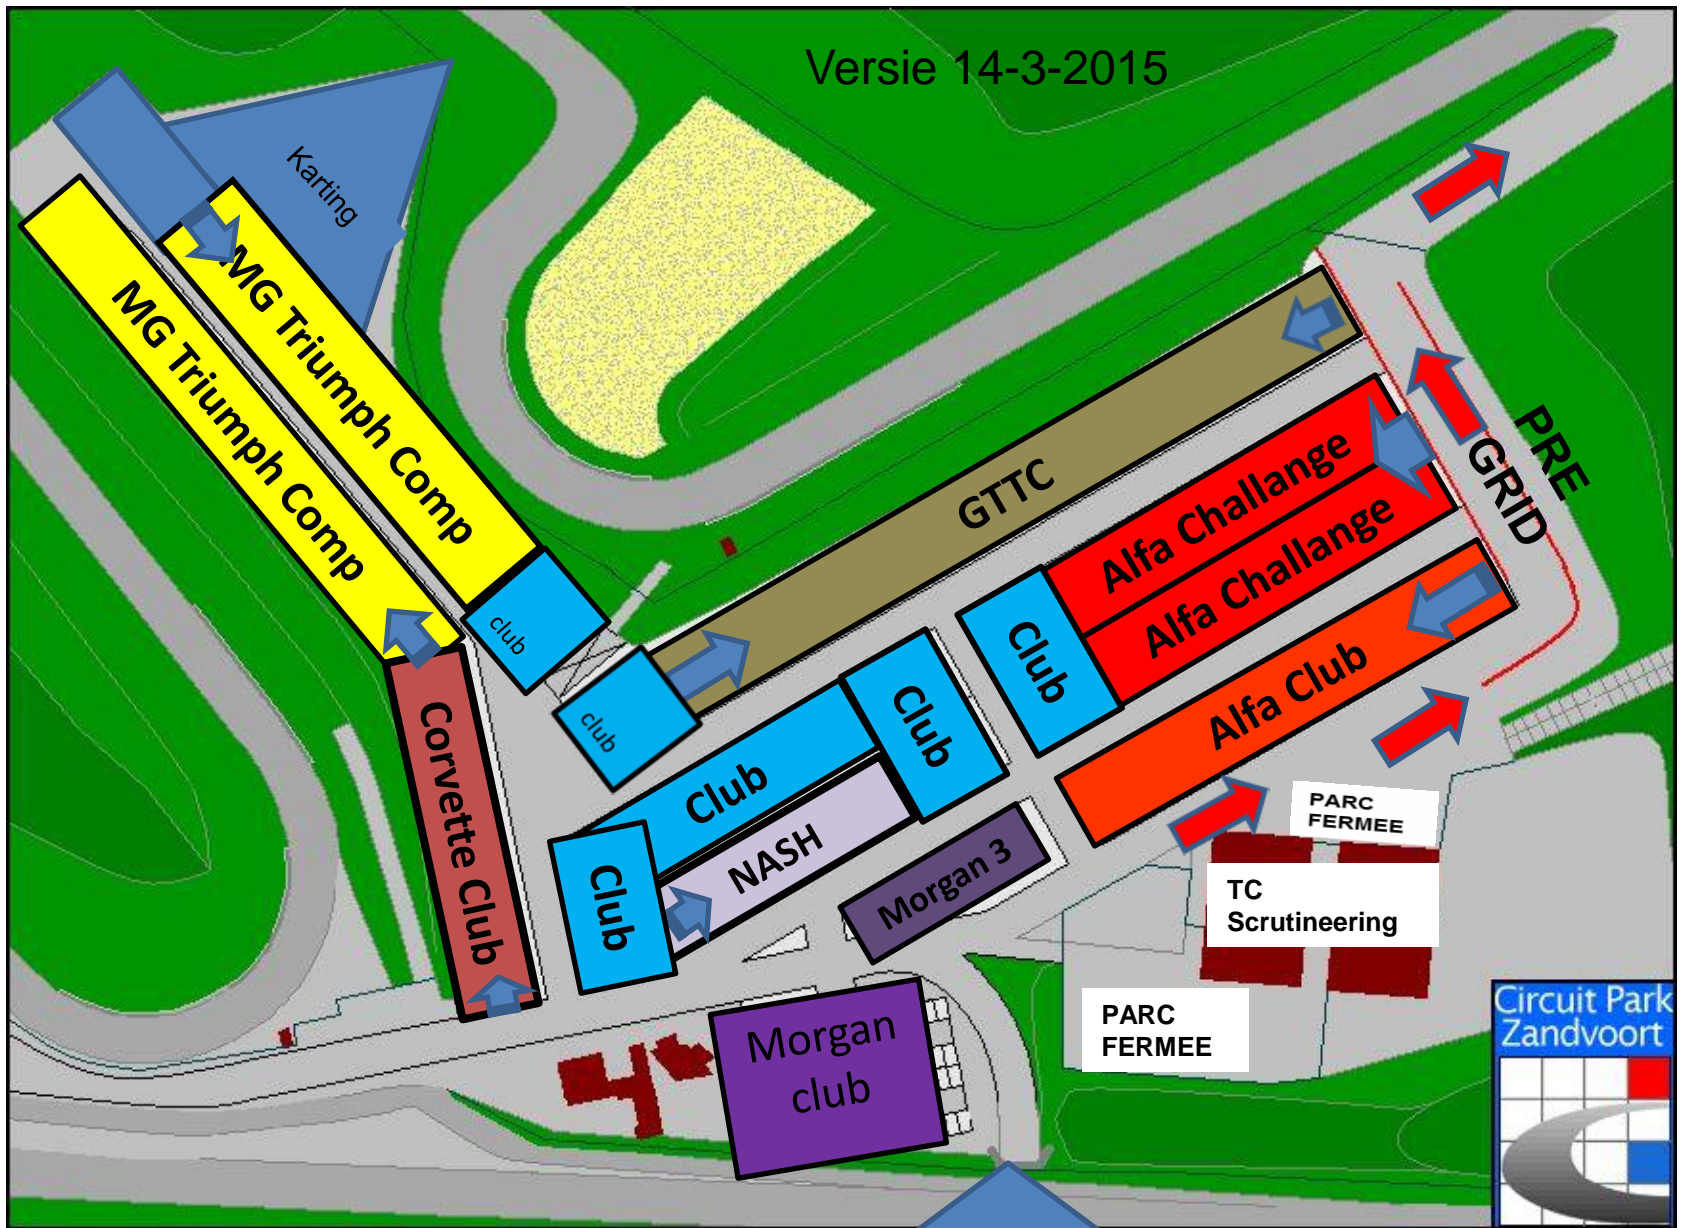 Versie 14-3-2015
Karting
MG Triumph Comp
MG Triumph Comp
GTTC
PRE
GRID
Alfa Challange
Alfa Challange
club
Club
Alfa Club
club
Club
Club
Corvette Club
NASH
Club
Morgan 3
PARC
FERMEE
TC
Scrutineering
PARC
FERMEE
Morgan
club
Circuit Park
Zandvoort